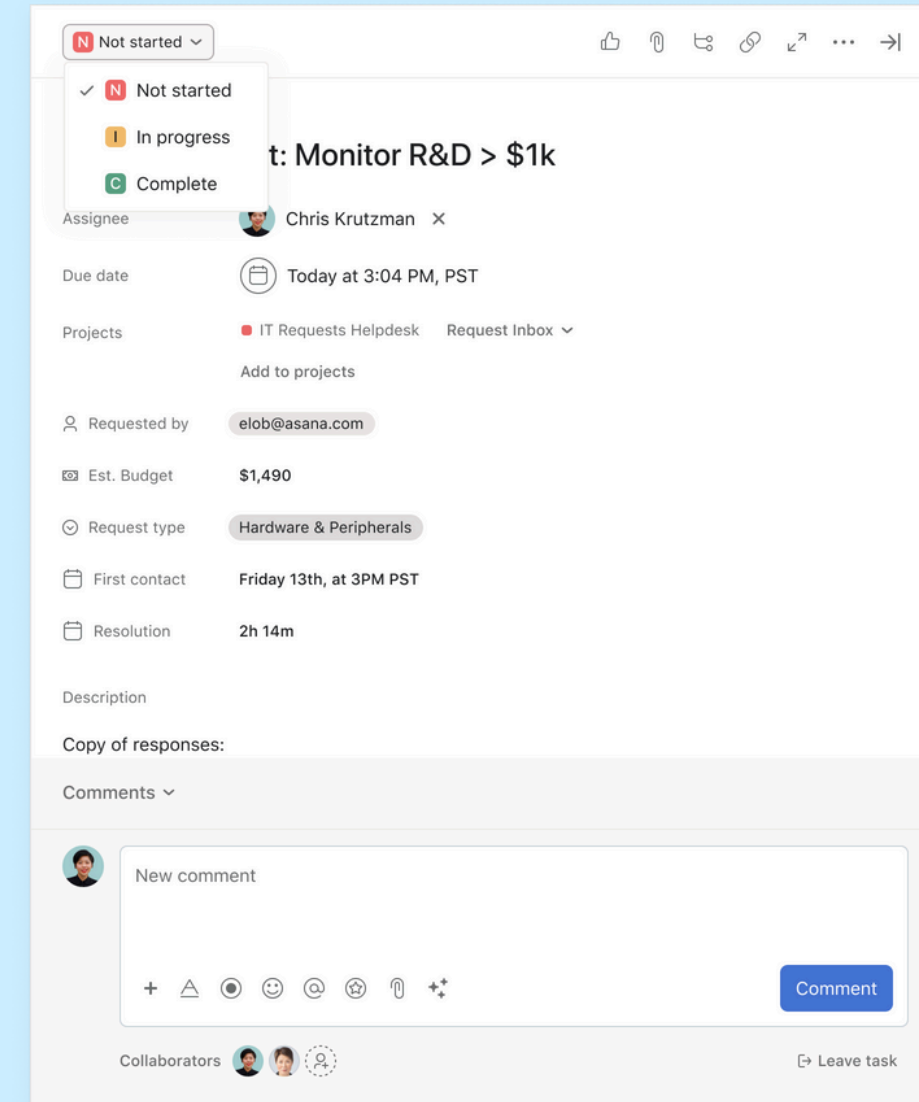 N Not started
N Not started
I In progress
C Complete
t: Monitor R&D > $1k
Assignee Chris Krutzman
Due date Today at 3:04 PM, PST
Projects IT Requests Helpdesk Request Inbox
Add to projects
Requested by elob@asana.com
Est. Budget $1,490
Request type Hardware & Peripherals
First contact Friday 13th, at 3PM PST
Resolution 2h 14m
Description
Copy of responses:
Comments
New comment
Comment
Collaborators Leave task